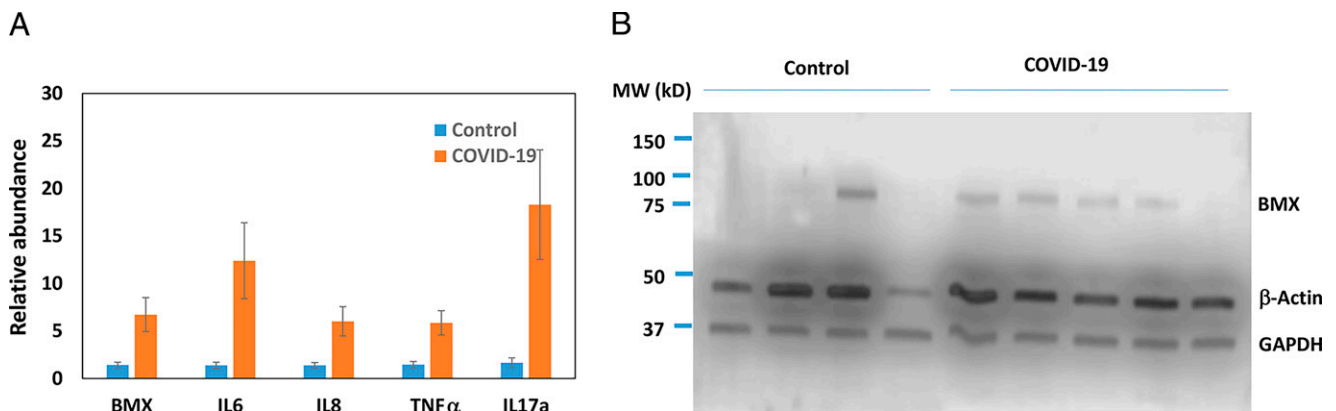 A
Relative abundance
30
25
20
15
10
5
0
Control
COVID-19
BMX IL6 IL8 TNFα IL17a
B
Control COVID-19
MW (kD)
150
100
75
50
37
BMX
β-Actin
GAPDH